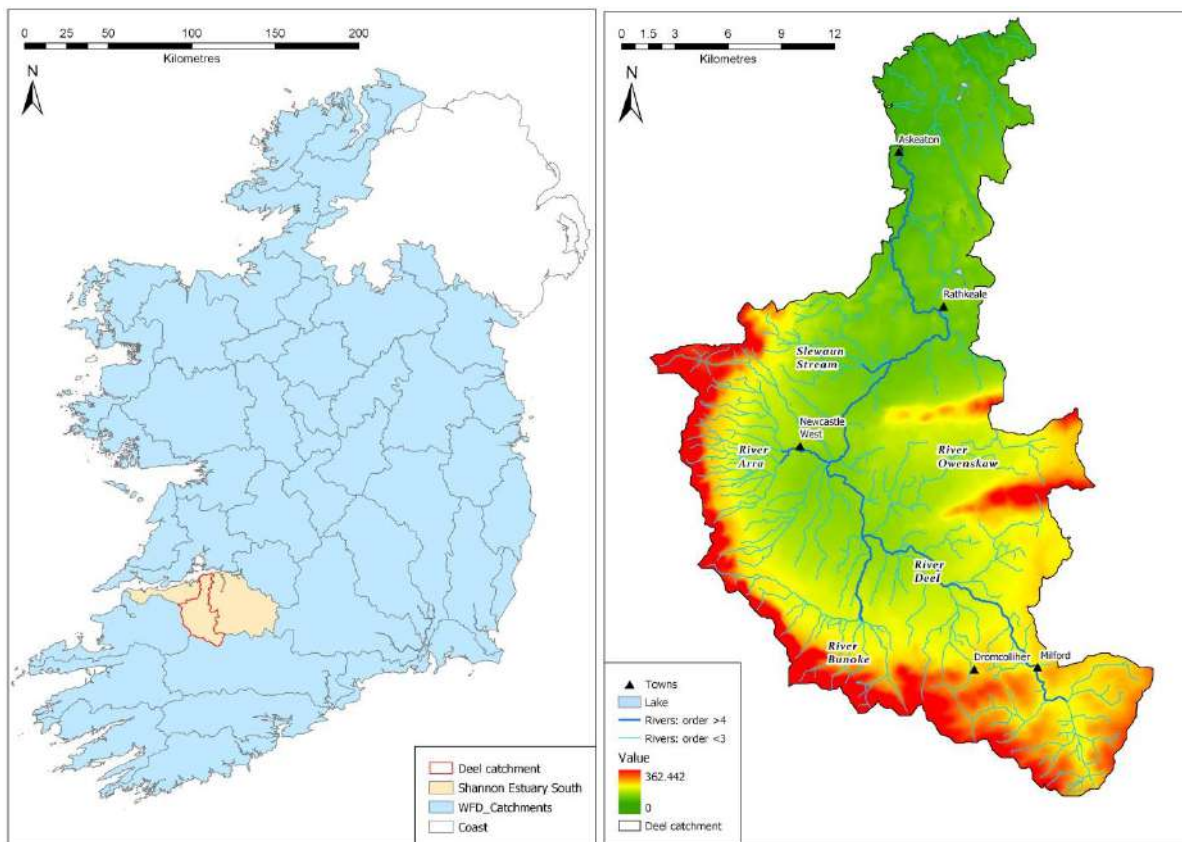 0 25 50 100 150 200
Kilometres
N
Deel catchment
Shannon Estuary South
WFD_Catchments
Coast
0 1.5 3 6 9 12
Kilometres
N
Askeaton
Rathkeale
Slewaun
Stream
Newcastle
West
River
Arra
River
Owenskaw
River
Deel
River
Bunoke
Dromcolliher
Milford
Towns
Lake
Rivers: order >4
Rivers: order <3
Value
362.442
0
Deel catchment